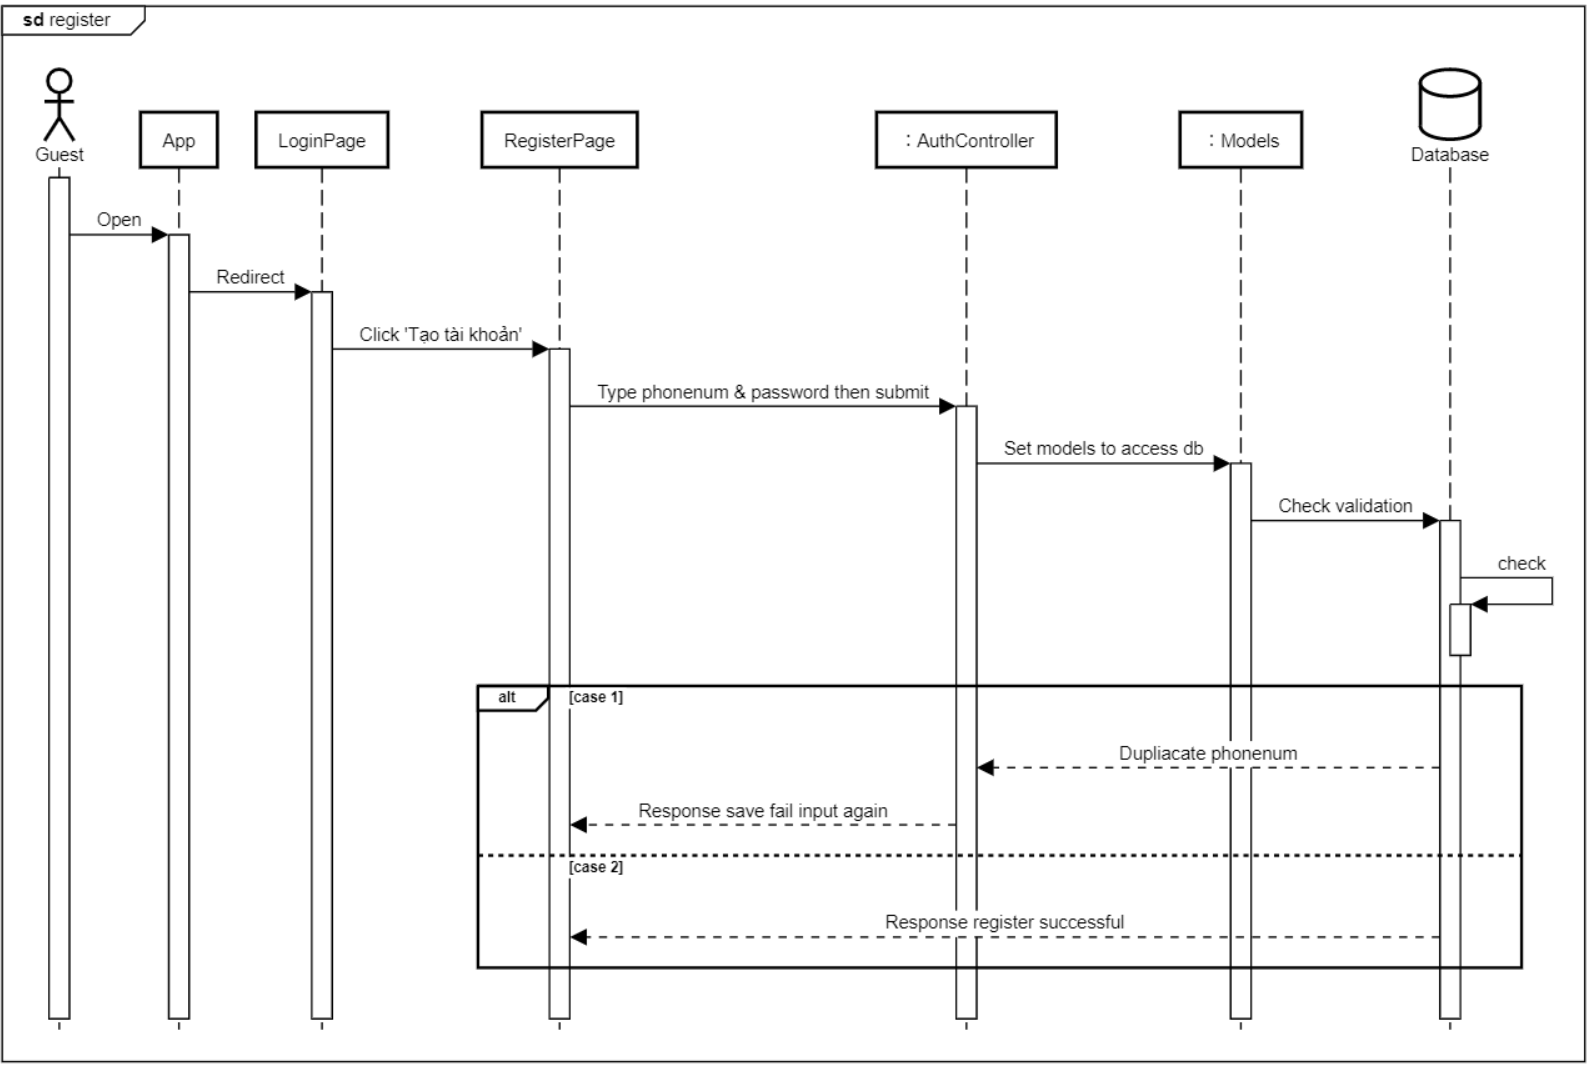 sd register
Guest
App
LoginPage
RegisterPage
: AuthController
: Models
Database
Open
Redirect
Click 'Tạo tài khoản'
Type phonenum & password then submit
Set models to access db
Check validation
check
alt
[case 1]
Dupliacate phonenum
Response save fail input again
[case 2]
Response register successful